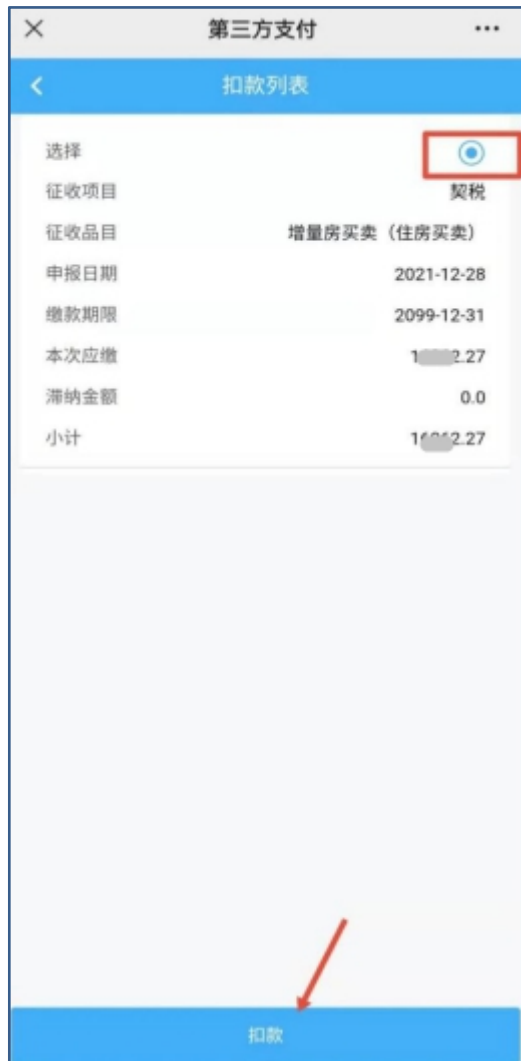 第三方支付
扣款列表
选择
征收项目 契税
征收品目 增量房买卖（住房买卖）
申报日期 2021-12-28
缴款期限 2099-12-31
本次应缴
滞纳金额 0.0
小计
扣款